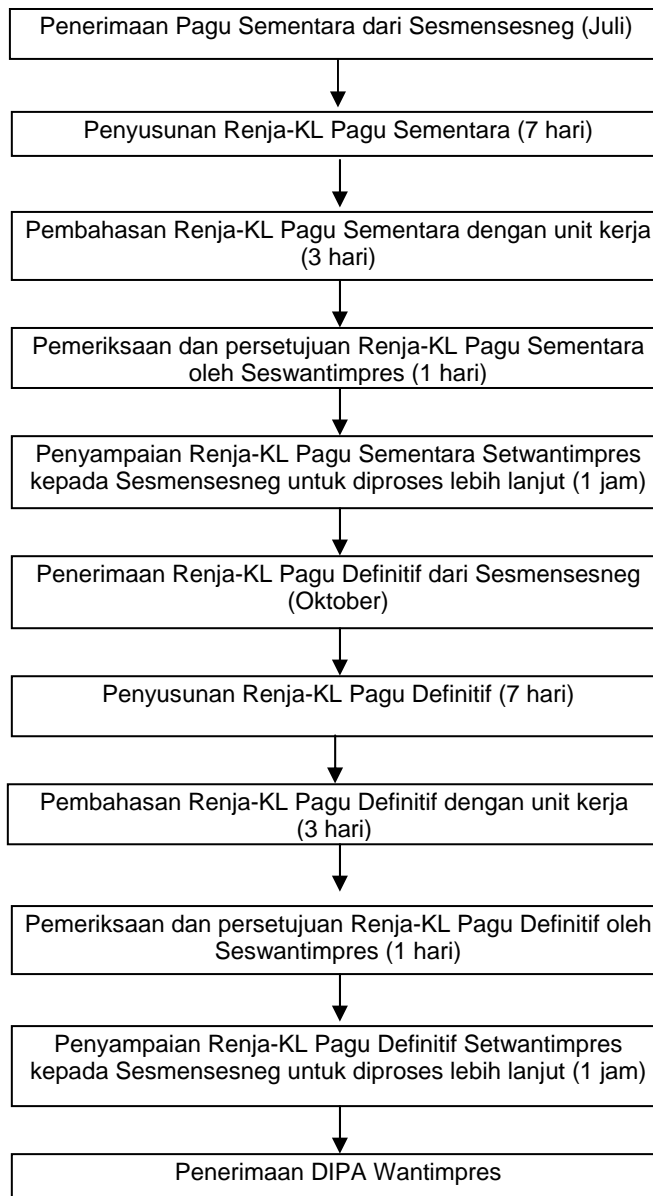 Penerimaan Pagu Sementara dari Sesmensesneg (Juli)
Penyusunan Renja-KL Pagu Sementara (7 hari)
Pembahasan Renja-KL Pagu Sementara dengan unit kerja
(3 hari)
Pemeriksaan dan persetujuan Renja-KL Pagu Sementara
oleh Seswantimpres (1 hari)
Penyampaian Renja-KL Pagu Sementara Setwantimpres
kepada Sesmensesneg untuk diproses lebih lanjut (1 jam)
Penerimaan Renja-KL Pagu Definitif dari Sesmensesneg
(Oktober)
Penyusunan Renja-KL Pagu Definitif (7 hari)
Pembahasan Renja-KL Pagu Definitif dengan unit kerja
(3 hari)
Pemeriksaan dan persetujuan Renja-KL Pagu Definitif oleh
Seswantimpres (1 hari)
Penyampaian Renja-KL Pagu Definitif Setwantimpres
kepada Sesmensesneg untuk diproses lebih lanjut (1 jam)
Penerimaan DIPA Wantimpres